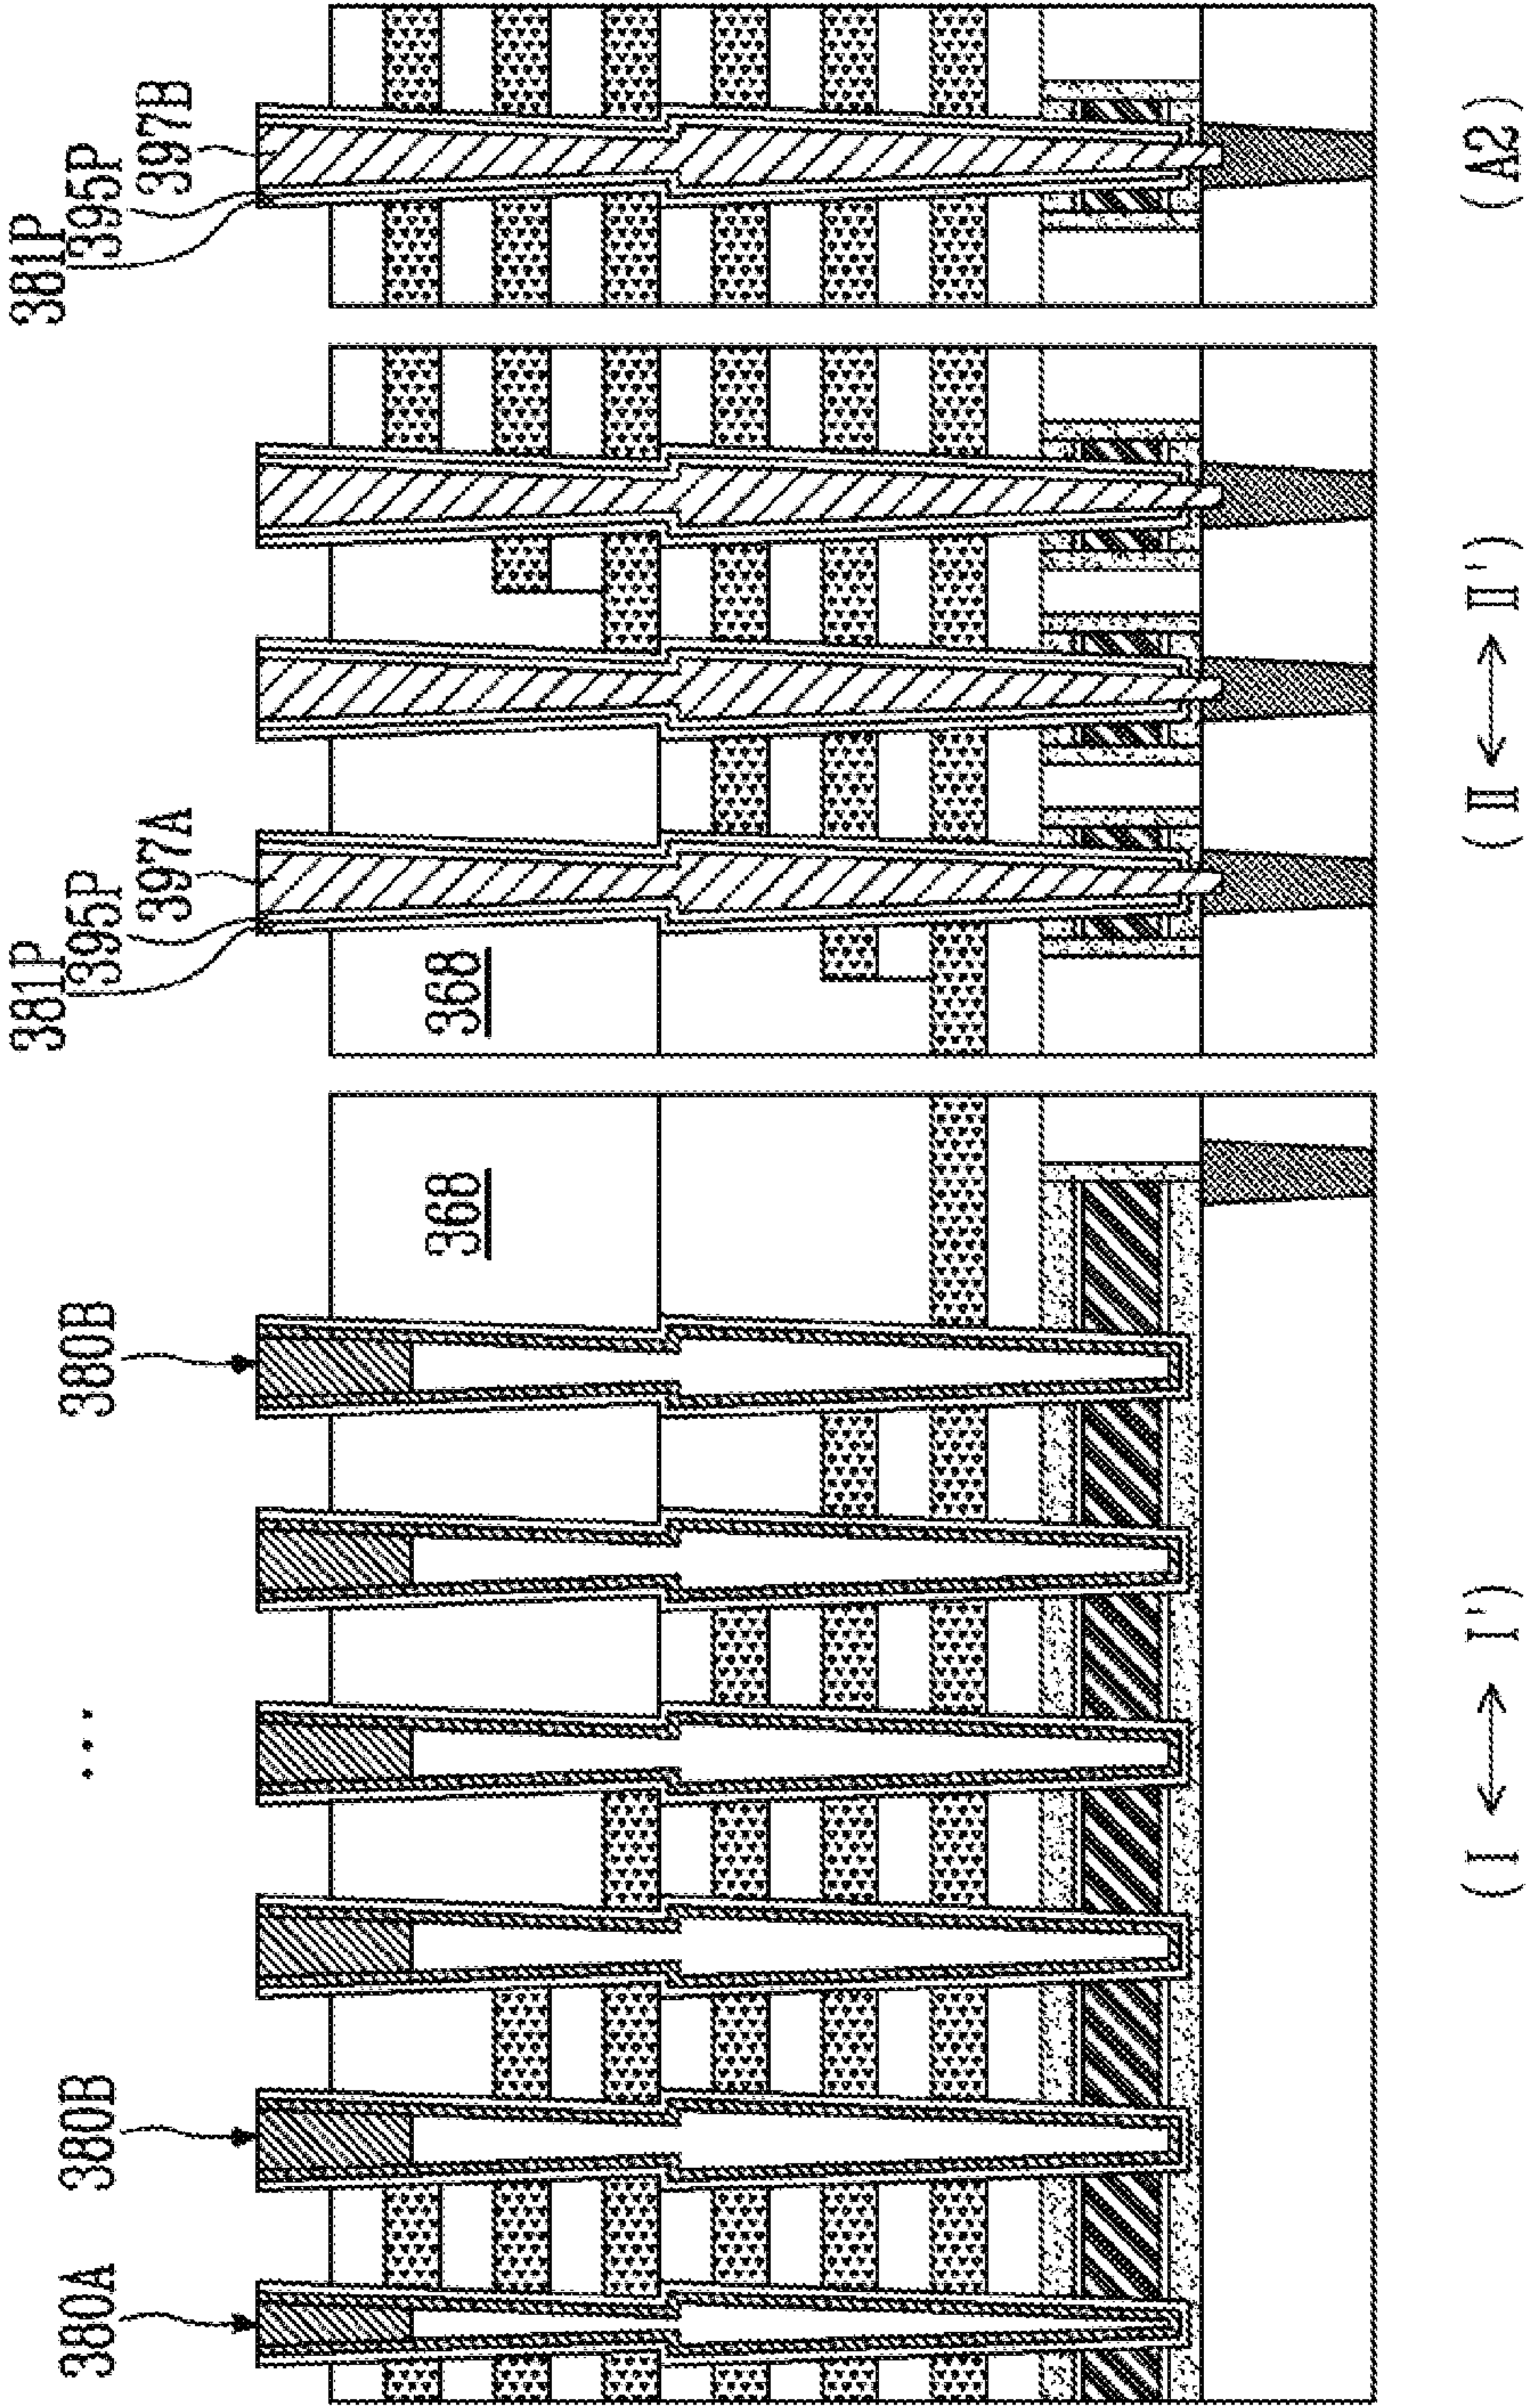 380A
380B
...
380B
381P
395P
397A
381P
395P
397B
368
368
(I ↔ I')
(II ↔ II')
(A2)